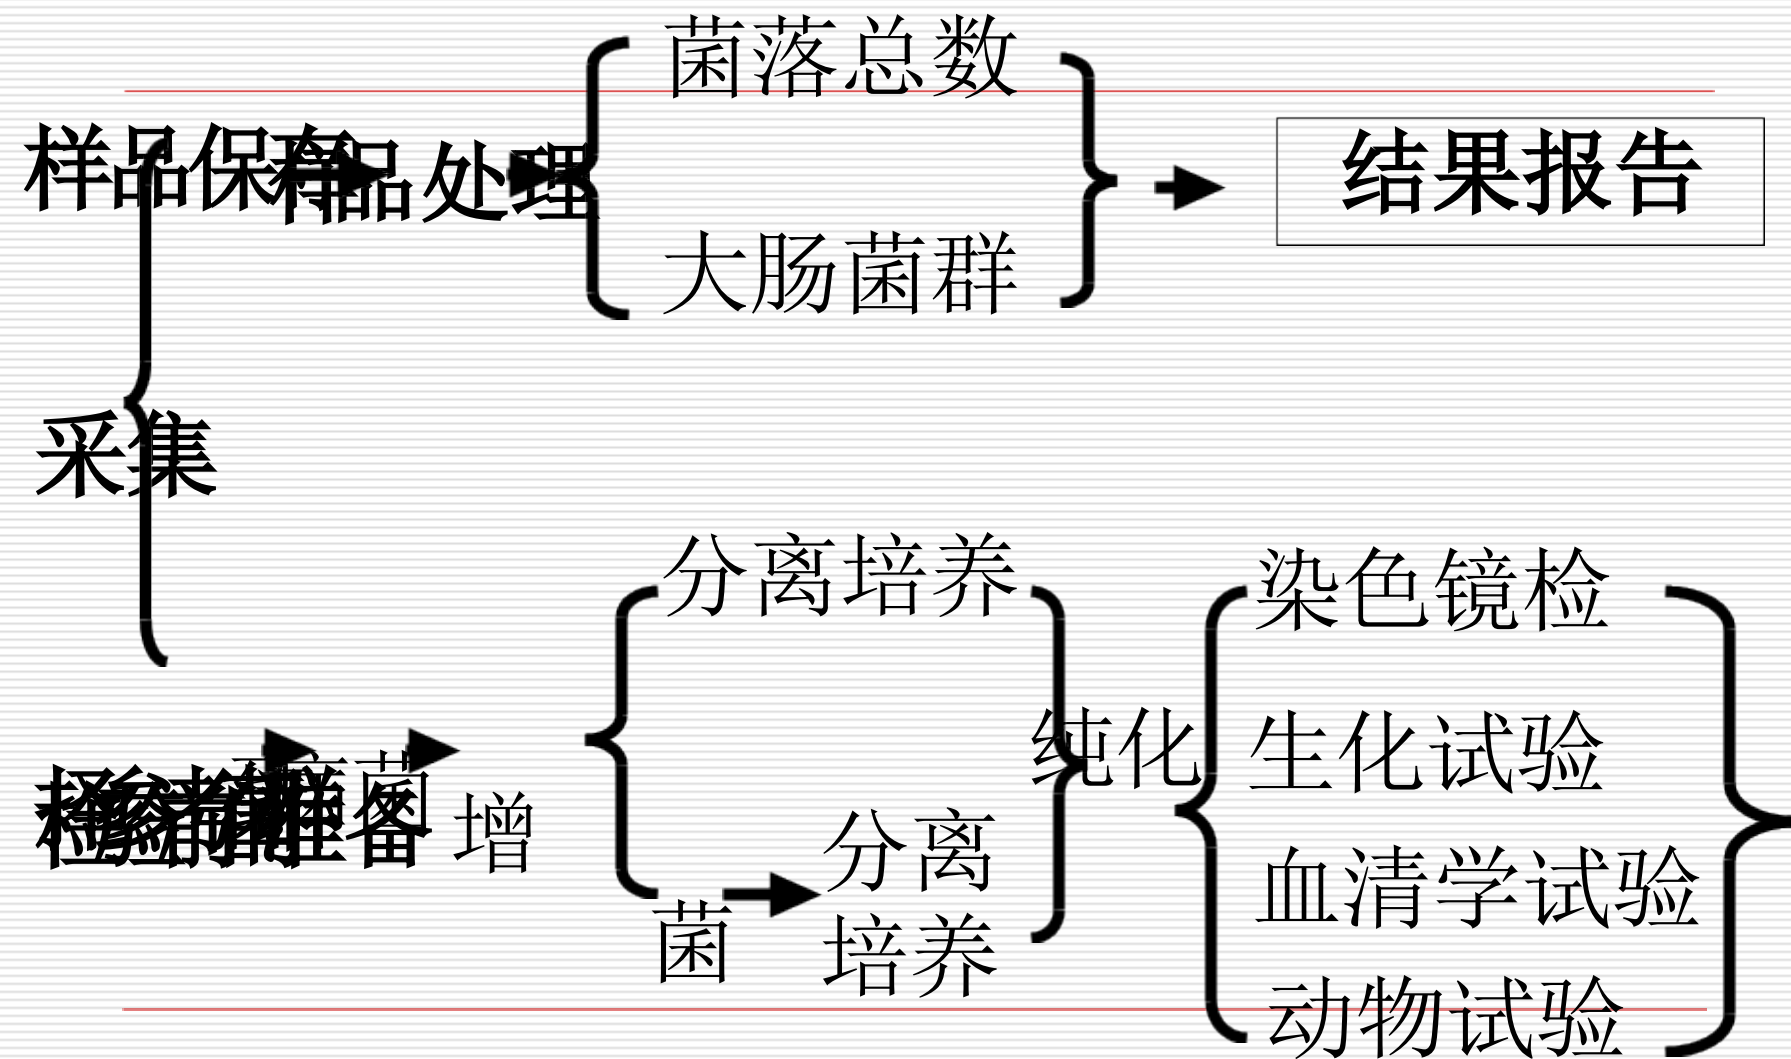 菌落总数
样品保存
样品处理
结果报告
大肠菌群
采集
分离培养
染色镜检
纯化
生化试验
增
菌
分离
培养
血清学试验
动物试验